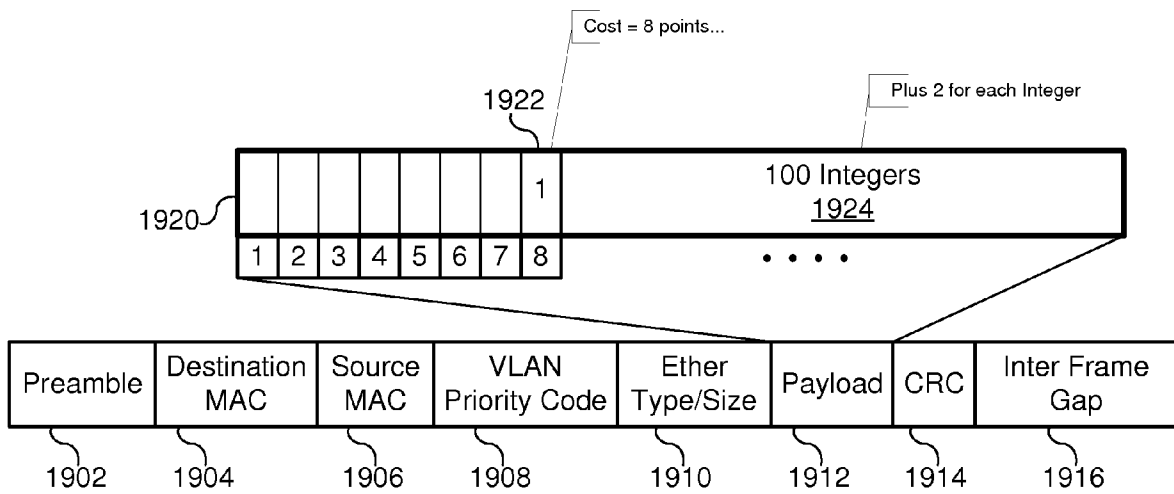 Cost = 8 points...
Plus 2 for each Integer
1922
1
100 Integers
1924
1920
1 2 3 4 5 6 7 8
• • • •
Preamble
Destination
MAC
Source
MAC
VLAN
Priority Code
Ether
Type/Size
Payload
CRC
Inter Frame
Gap
1902 1904 1906 1908 1910 1912 1914 1916